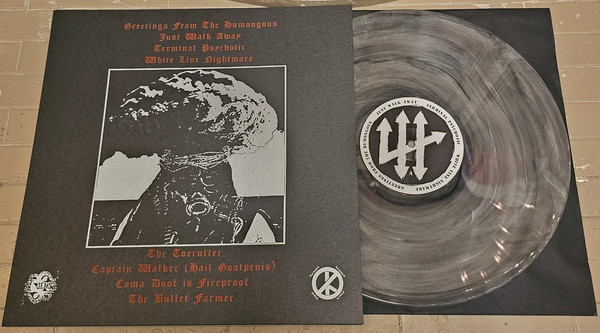 Greetings From The Humongous
Just Walk Away
Terminal Psychotic
White Line Nightmare
The Toecutter
Captain Walker (Hail Goatpenis)
Coma Doof is Fireproof
The Bullet Farmer
GREETINGS FROM THE HUMONGOUS
JUST WALK AWAY
TERMINAL PSYCHOTIC
WHITE LINE NIGHTMARE